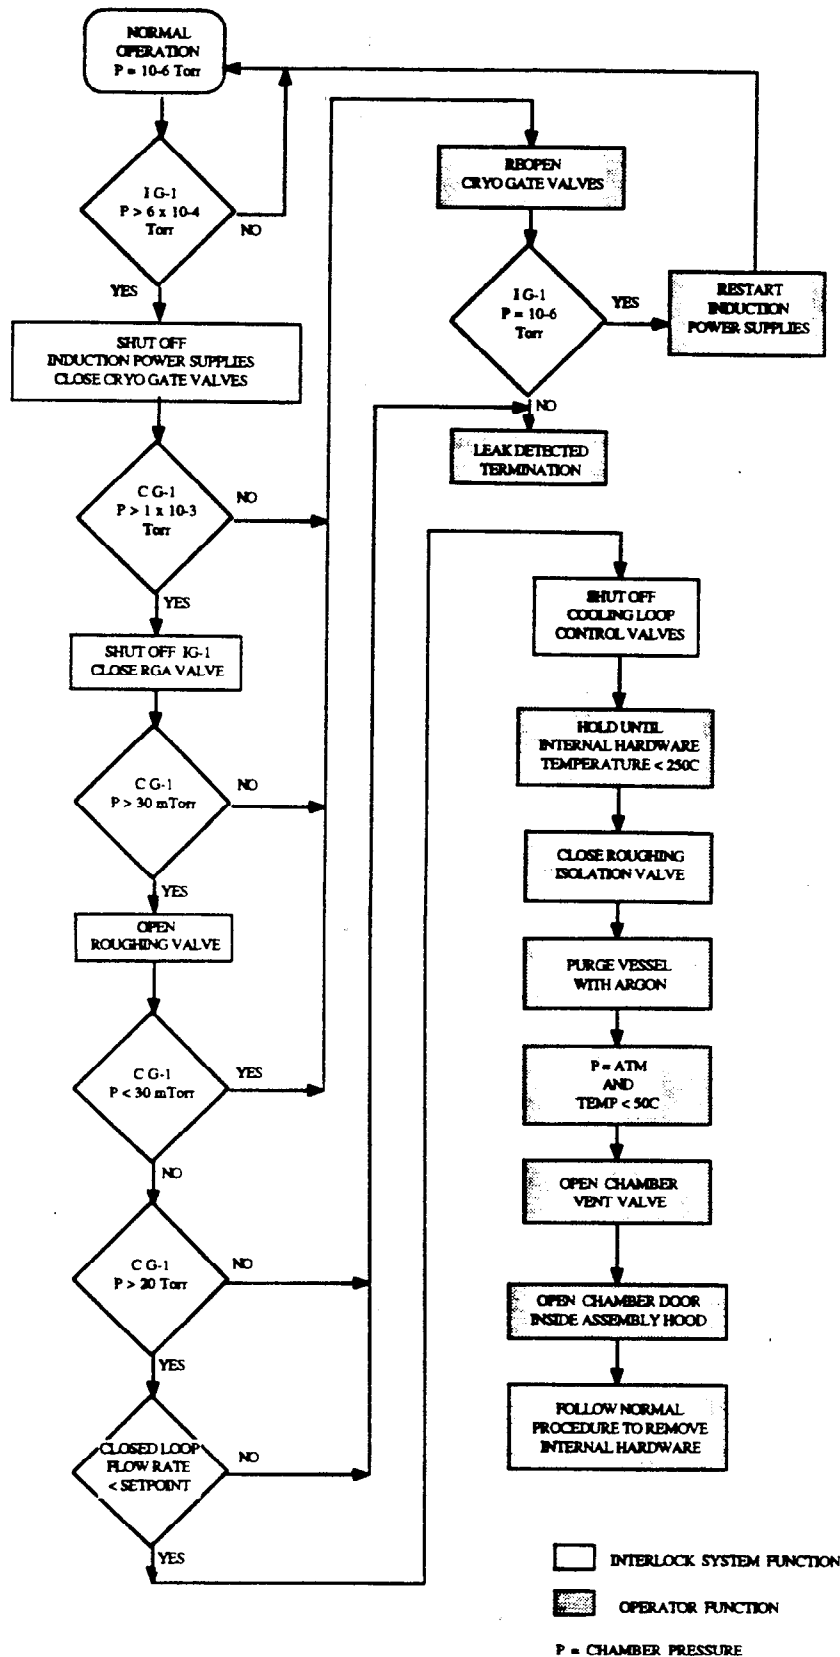 NORMAL
OPERATION
P = 10-6 Torr
I G-1
P > 6 x 10-4
Torr
NO
YES
SHUT OFF
INDUCTION POWER SUPPLIES
CLOSE CRYO GATE VALVES
C G-1
P > 1 x 10-3
Torr
NO
YES
SHUT OFF IG-1
CLOSE RGA VALVE
C G-1
P > 30 mTorr
NO
YES
OPEN
ROUGHING VALVE
C G-1
P < 30 mTorr
YES
NO
C G-1
P > 20 Torr
NO
YES
CLOSED LOOP
FLOW RATE
< SETPOINT
NO
YES
REOPEN
CRYO GATE VALVES
I G-1
P = 10-6
Torr
YES
RESTART
INDUCTION
POWER SUPPLIES
NO
LEAK DETECTED
TERMINATION
SHUT OFF
COOLING LOOP
CONTROL VALVES
HOLD UNTIL
INTERNAL HARDWARE
TEMPERATURE < 250C
CLOSE ROUGHING
ISOLATION VALVE
PURGE VESSEL
WITH ARGON
P = ATM
AND
TEMP < 50C
OPEN CHAMBER
VENT VALVE
OPEN CHAMBER DOOR
INSIDE ASSEMBLY HOOD
FOLLOW NORMAL
PROCEDURE TO REMOVE
INTERNAL HARDWARE
INTERLOCK SYSTEM FUNCTION
OPERATOR FUNCTION
P = CHAMBER PRESSURE